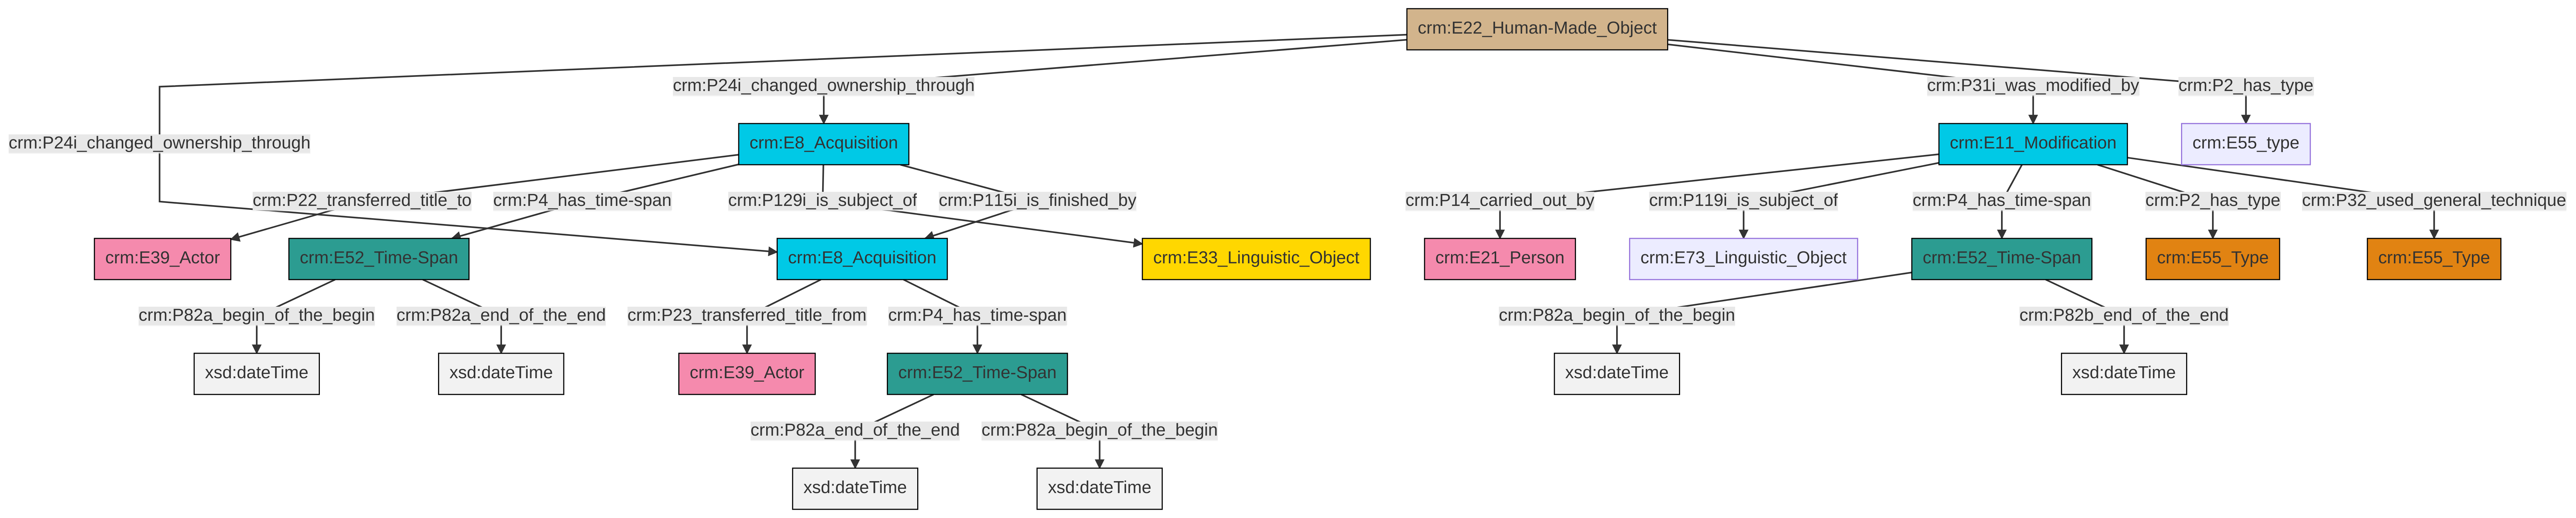 crm:E22_Human-Made_Object
crm:P24i_changed_ownership_through
crm:P31i_was_modified_by
crm:P2_has_type
crm:P24i_changed_ownership_through
crm:E8_Acquisition
crm:E11_Modification
crm:E55_type
crm:P22_transferred_title_to
crm:P4_has_time-span
crm:P129i_is_subject_of
crm:P115i_is_finished_by
crm:P14_carried_out_by
crm:P119i_is_subject_of
crm:P4_has_time-span
crm:P2_has_type
crm:P32_used_general_technique
crm:E39_Actor
crm:E52_Time-Span
crm:E8_Acquisition
crm:E33_Linguistic_Object
crm:E21_Person
crm:E73_Linguistic_Object
crm:E52_Time-Span
crm:E55_Type
crm:E55_Type
crm:P82a_begin_of_the_begin
crm:P82a_end_of_the_end
crm:P23_transferred_title_from
crm:P4_has_time-span
crm:P82a_begin_of_the_begin
crm:P82b_end_of_the_end
xsd:dateTime
xsd:dateTime
crm:E39_Actor
crm:E52_Time-Span
xsd:dateTime
xsd:dateTime
crm:P82a_end_of_the_end
crm:P82a_begin_of_the_begin
xsd:dateTime
xsd:dateTime